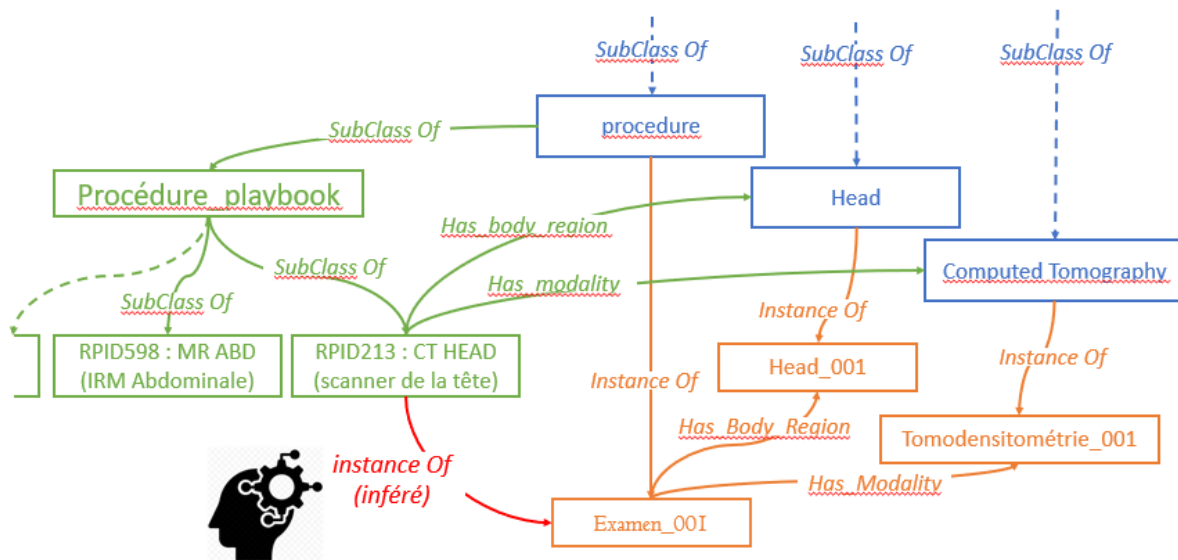 SubClass Of
SubClass Of
SubClass Of
procedure
SubClass Of
Procédure_playbook
Head
Has_body_region
SubClass Of
Computed Tomography
Has_modality
SubClass Of
Instance Of
RPID598 : MR ABD
(IRM Abdominale)
RPID213 : CT HEAD
(scanner de la tête)
Head_001
Instance Of
Instance Of
Has_Body_Region
Tomodensitométrie_001
instance Of
(inféré)
Has_Modality
Examen_001